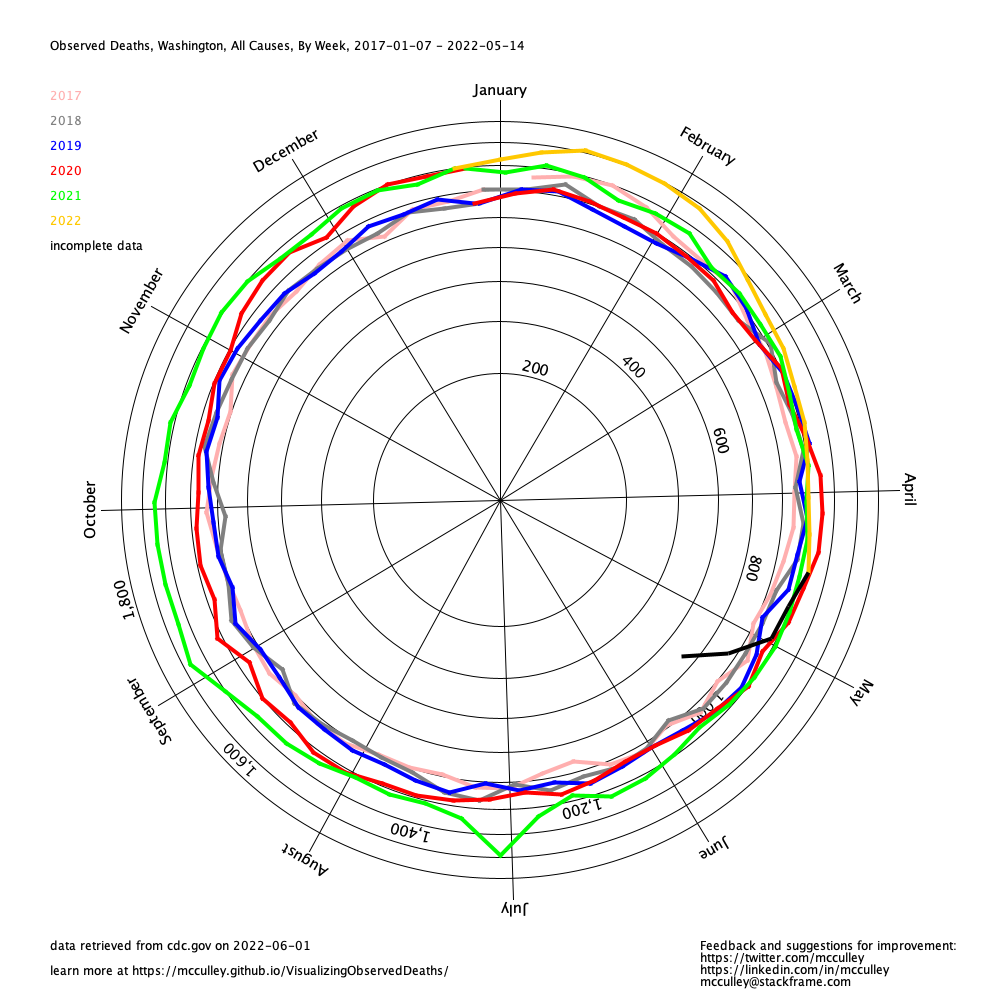 Observed Deaths, Washington, All Causes, By Week, 2017-01-07 - 2022-05-14
2017
2018
2019
2020
2021
2022
incomplete data
January
February
March
April
May
June
July
August
September
October
November
December
200
400
600
800
1,200
1,400
1,600
1,800
data retrieved from cdc.gov on 2022-06-01
learn more at https://mcculley.github.io/VisualizingObservedDeaths/
Feedback and suggestions for improvement:
https://twitter.com/mcculley
https://linkedin.com/in/mcculley
mcculley@stackframe.com